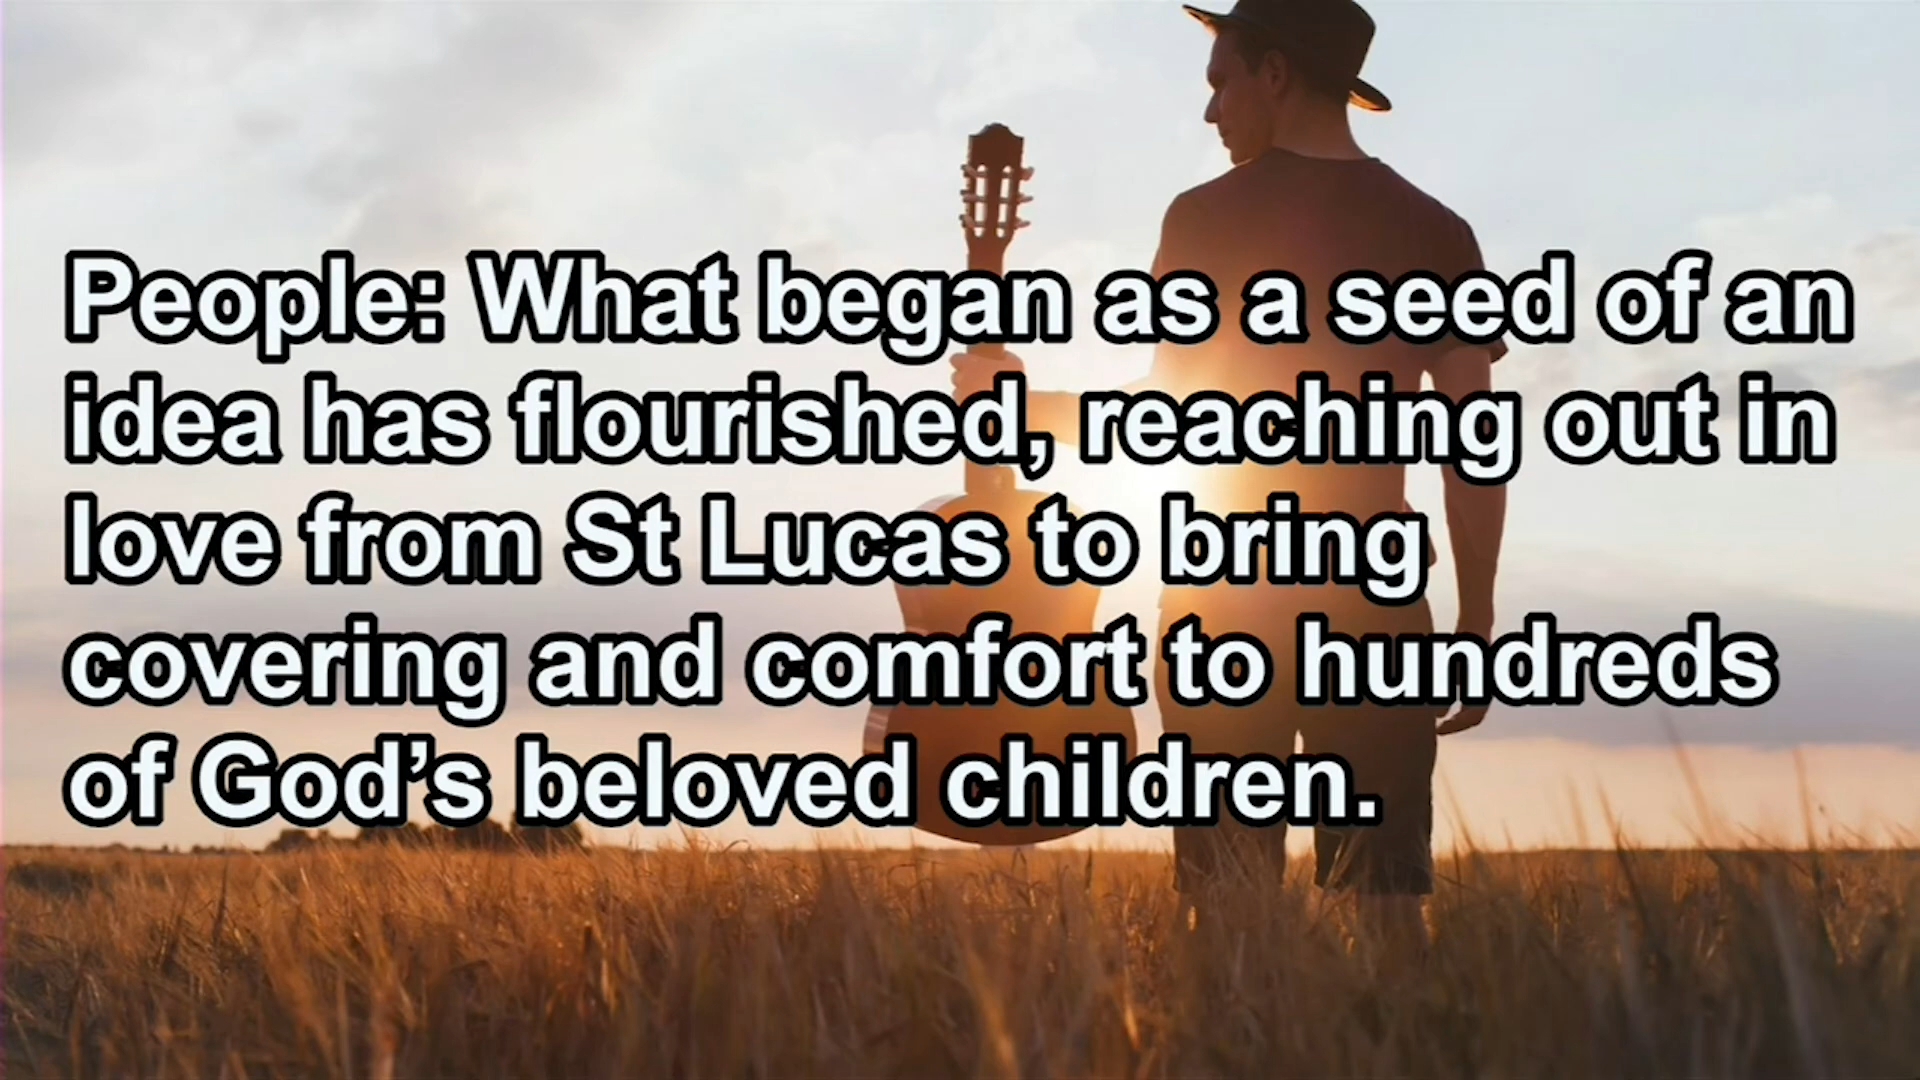 People: What began as a seed of an
idea has flourished, reaching out in
love from St Lucas to bring
covering and comfort to hundreds
of God’s beloved children.